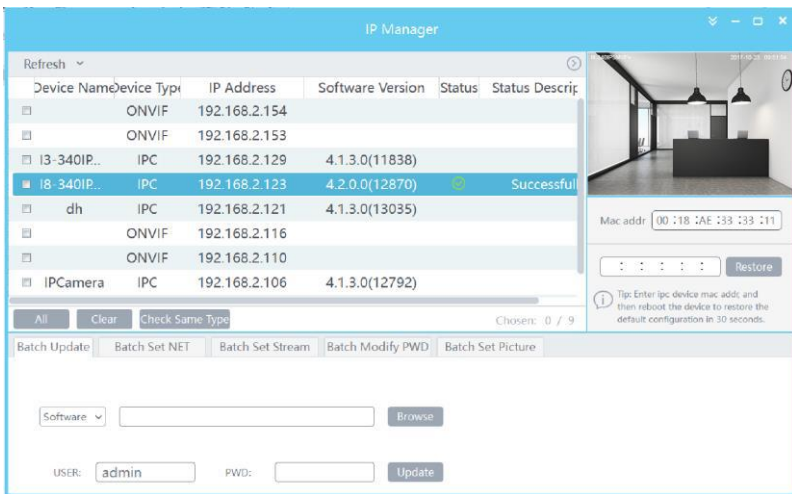 IP Manager
Refresh
Device Name Device Type IP Address Software Version Status Status Descrip
ONVIF 192.168.2.154
ONVIF 192.168.2.153
I3-340IP... IPC 192.168.2.129 4.1.3.0(11838)
I8-340IP... IPC 192.168.2.123 4.2.0.0(12870) Successful
dh IPC 192.168.2.121 4.1.3.0(13035)
ONVIF 192.168.2.116
ONVIF 192.168.2.110
IPCamera IPC 192.168.2.106 4.1.3.0(12792)
All Clear Check Same Type Chosen: 0 / 9
Mac addr 00 :18 :AE :33 :33 :11
: : : : : Restore
Tip: Enter ipc device mac addr, and
then reboot the device to restore the
default configuration in 30 seconds.
Batch Update Batch Set NET Batch Set Stream Batch Modify PWD Batch Set Picture
Software Browse
USER: admin PWD: Update